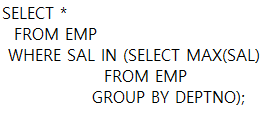 SELECT *
FROM EMP
WHERE SAL IN (SELECT MAX(SAL)
FROM EMP
GROUP BY DEPTNO);